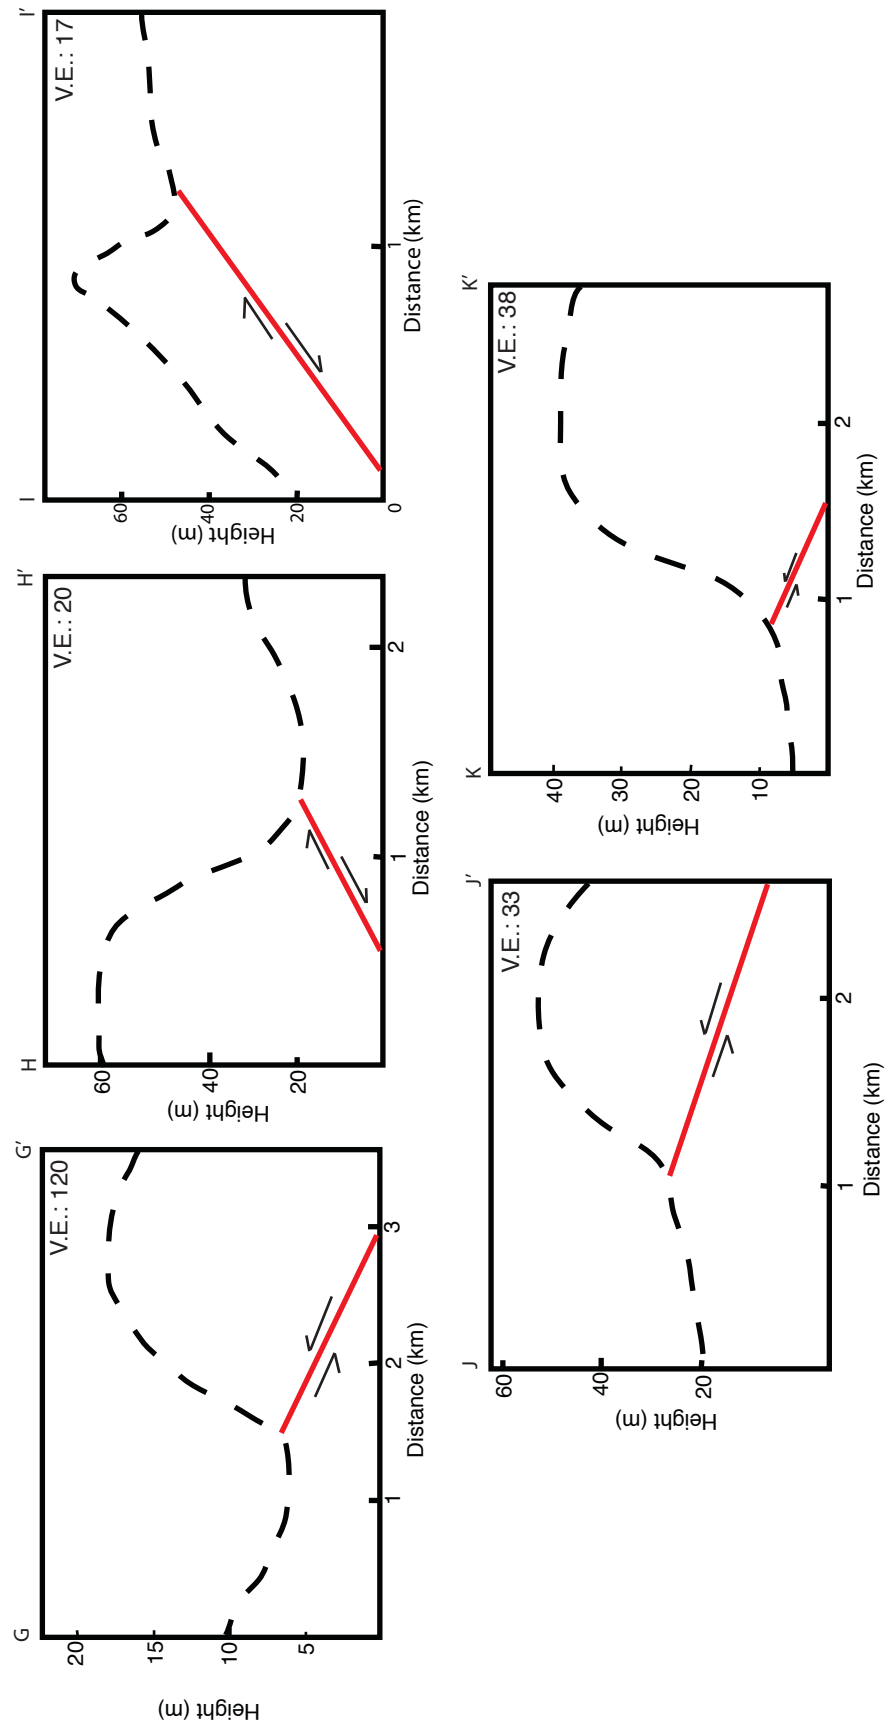 G
G'
V.E.: 120
20
15
10
5
Height (m)
1
2
3
Distance (km)
H
H'
V.E.: 20
60
40
20
Height (m)
1
2
Distance (km)
I
I'
V.E.: 17
60
40
20
Height (m)
0
1
Distance (km)
J
J'
V.E.: 33
60
40
20
Height (m)
1
2
Distance (km)
K
K'
V.E.: 38
40
30
20
10
Height (m)
1
2
Distance (km)